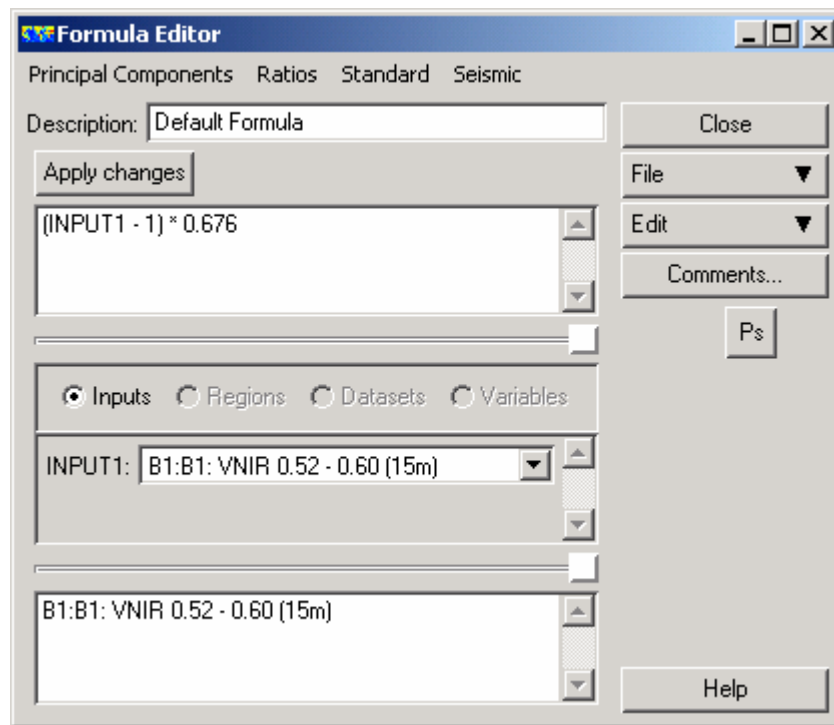 Formula Editor
Principal Components Ratios Standard Seismic
Description: Default Formula
Close
Apply changes
File
(INPUT1 - 1) * 0.676
Edit
Comments...
Ps
Inputs Regions Datasets Variables
INPUT1: B1:B1: VNIR 0.52 - 0.60 (15m)
B1:B1: VNIR 0.52 - 0.60 (15m)
Help